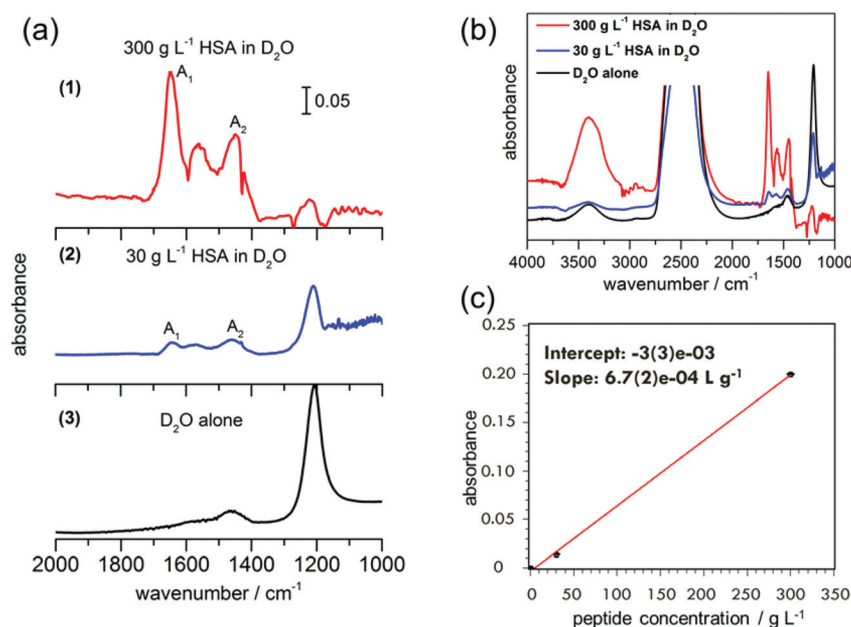 (a)
300 g L⁻¹ HSA in D₂O
(1)
A₁
0.05
A₂
(2)
30 g L⁻¹ HSA in D₂O
A₁
A₂
(3)
D₂O alone
absorbance
2000 1800 1600 1400 1200 1000
wavenumber / cm⁻¹
(b)
300 g L⁻¹ HSA in D₂O
30 g L⁻¹ HSA in D₂O
D₂O alone
absorbance
4000 3500 3000 2500 2000 1500 1000
wavenumber / cm⁻¹
(c)
0.25
0.20
0.15
0.10
0.05
0
Intercept: -3(3)e-03
Slope: 6.7(2)e-04 L g⁻¹
absorbance
0 50 100 150 200 250 300 350
peptide concentration / g L⁻¹